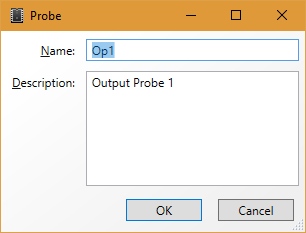 Probe
Name: Op1
Description: Output Probe 1
OK Cancel